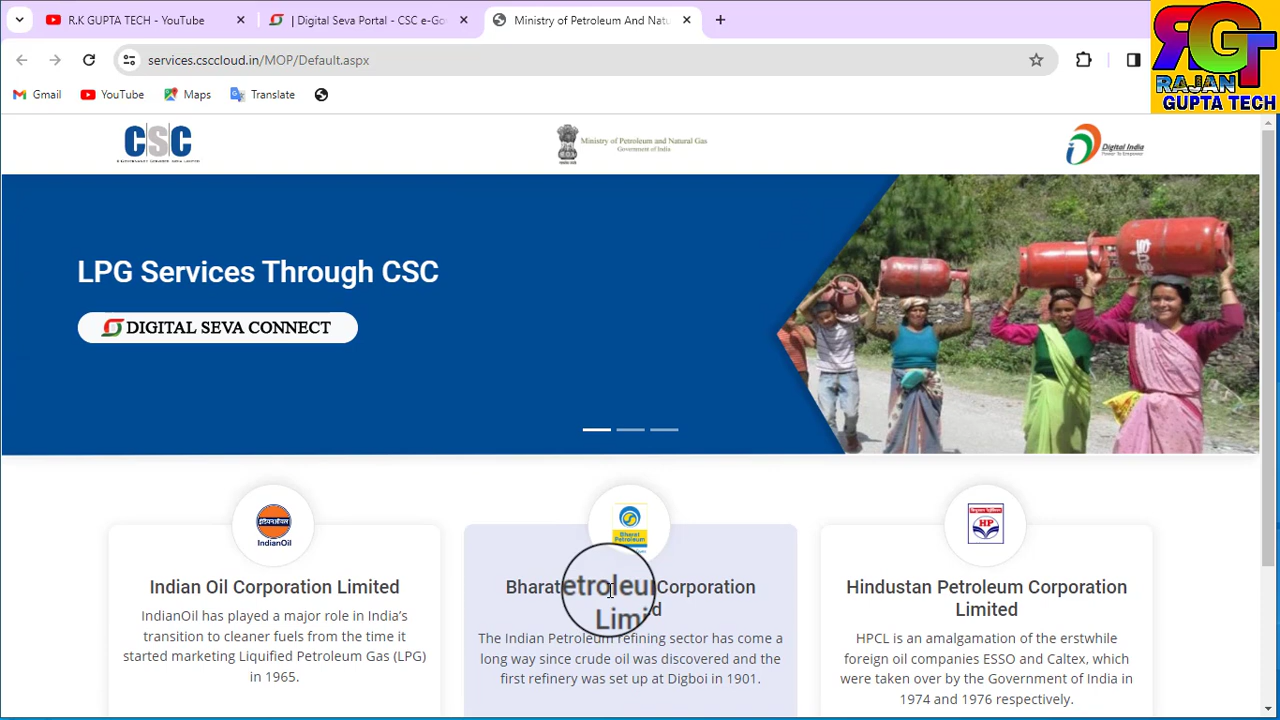 R.K GUPTA TECH - YouTube
| Digital Seva Portal - CSC e-Go
Ministry of Petroleum And Natu
services.csccloud.in/MOP/Default.aspx
Gmail
YouTube
Maps
Translate
RGT
RAJAN
GUPTA TECH
CSC
Ministry of Petroleum and Natural Gas
Government of India
Digital India
Power To Empower
LPG Services Through CSC
DIGITAL SEVA CONNECT
इंडियनऑयल
IndianOil
Bharat
Petroleum
HP
Indian Oil Corporation Limited
IndianOil has played a major role in India's
transition to cleaner fuels from the time it
started marketing Liquified Petroleum Gas (LPG)
in 1965.
Bharat etroleu Corporation
Limi d
The Indian Petroleum refining sector has come a
long way since crude oil was discovered and the
first refinery was set up at Digboi in 1901.
Hindustan Petroleum Corporation
Limited
HPCL is an amalgamation of the erstwhile
foreign oil companies ESSO and Caltex, which
were taken over by the Government of India in
1974 and 1976 respectively.